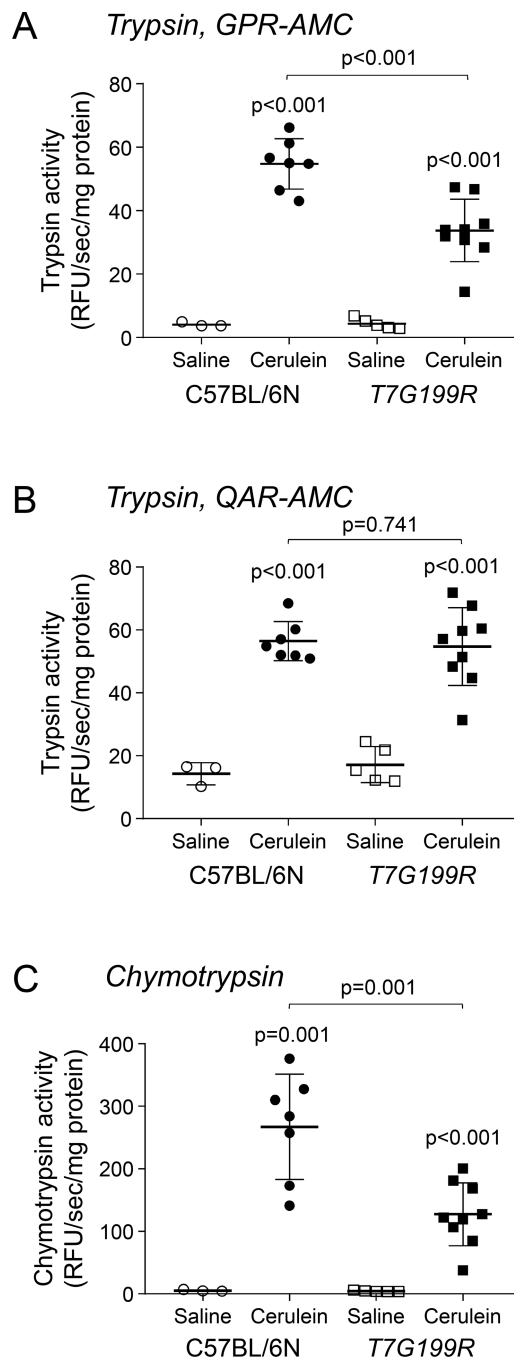 A Trypsin, GPR-AMC
p<0.001
80
p<0.001
p<0.001
60
40
20
0
Trypsin activity
(RFU/sec/mg protein)
Saline Cerulein Saline Cerulein
C57BL/6N T7G199R
B Trypsin, QAR-AMC
p=0.741
80
p<0.001
p<0.001
60
40
20
0
Trypsin activity
(RFU/sec/mg protein)
Saline Cerulein Saline Cerulein
C57BL/6N T7G199R
C Chymotrypsin
p=0.001
400
p=0.001
p<0.001
300
200
100
0
Chymotrypsin activity
(RFU/sec/mg protein)
Saline Cerulein Saline Cerulein
C57BL/6N T7G199R